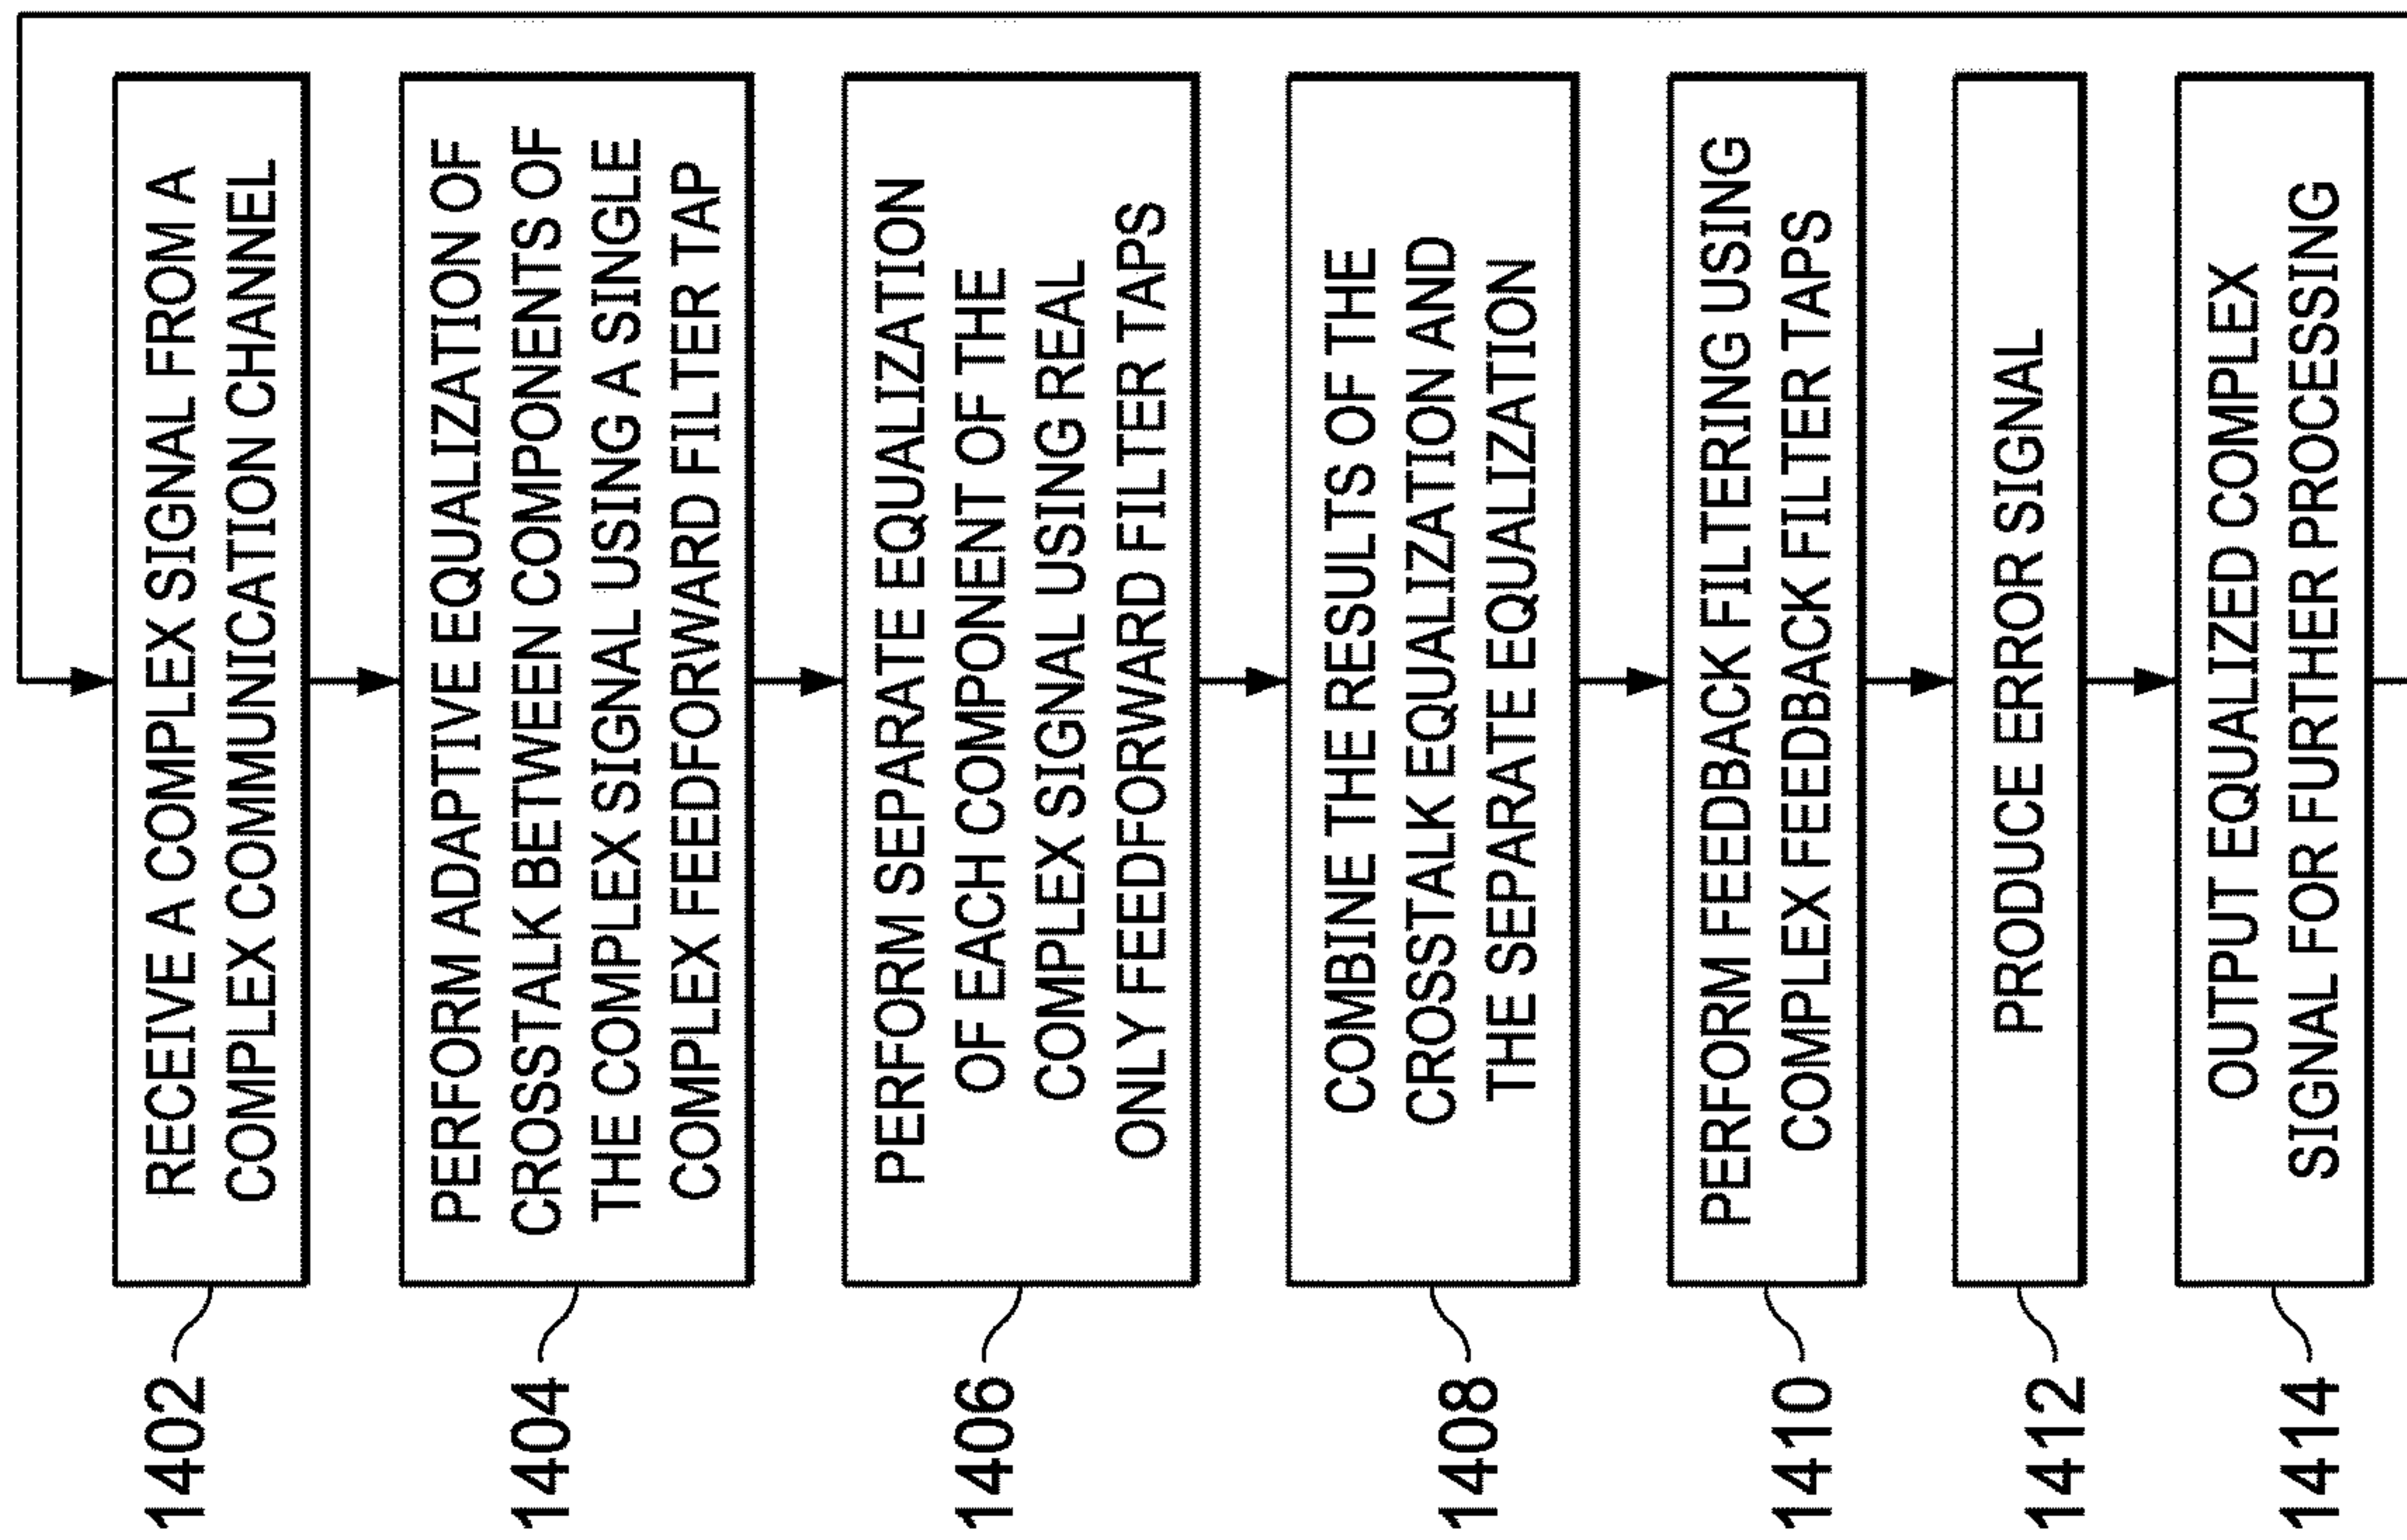 1402
RECEIVE A COMPLEX SIGNAL FROM A
COMPLEX COMMUNICATION CHANNEL
1404
PERFORM ADAPTIVE EQUALIZATION OF
CROSSTALK BETWEEN COMPONENTS OF
THE COMPLEX SIGNAL USING A SINGLE
COMPLEX FEEDFORWARD FILTER TAP
1406
PERFORM SEPARATE EQUALIZATION
OF EACH COMPONENT OF THE
COMPLEX SIGNAL USING REAL
ONLY FEEDFORWARD FILTER TAPS
1408
COMBINE THE RESULTS OF THE
CROSSTALK EQUALIZATION AND
THE SEPARATE EQUALIZATION
1410
PERFORM FEEDBACK FILTERING USING
COMPLEX FEEDBACK FILTER TAPS
1412
PRODUCE ERROR SIGNAL
1414
OUTPUT EQUALIZED COMPLEX
SIGNAL FOR FURTHER PROCESSING